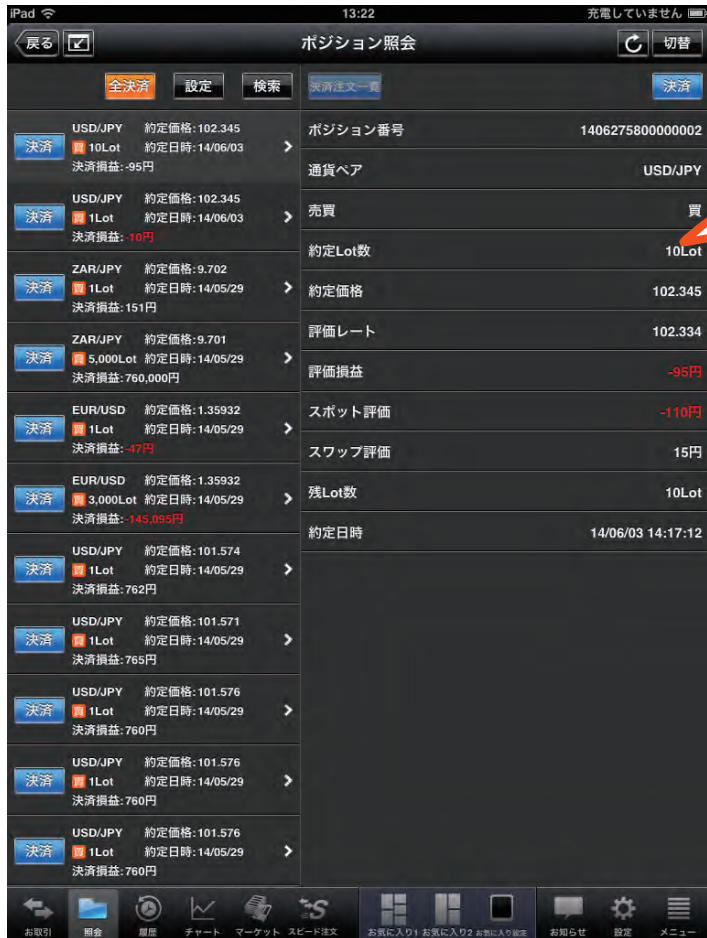 iPad 13:22 充電していません
戻る ポジション照会 切替
全決済 設定 検索
決済注文一覧 決済
USD/JPY 約定価格:102.345
決済 買 10Lot 約定日時:14/06/03
決済損益:-95円
USD/JPY 約定価格:102.345
決済 買 1Lot 約定日時:14/06/03
決済損益:-10円
ZAR/JPY 約定価格:9.702
決済 買 1Lot 約定日時:14/05/29
決済損益:151円
ZAR/JPY 約定価格:9.701
決済 買 5,000Lot 約定日時:14/05/29
決済損益:760,000円
EUR/USD 約定価格:1.35932
決済 買 1Lot 約定日時:14/05/29
決済損益:-47円
EUR/USD 約定価格:1.35932
決済 買 3,000Lot 約定日時:14/05/29
決済損益:-145,095円
USD/JPY 約定価格:101.574
決済 買 1Lot 約定日時:14/05/29
決済損益:762円
USD/JPY 約定価格:101.571
決済 買 1Lot 約定日時:14/05/29
決済損益:765円
USD/JPY 約定価格:101.576
決済 買 1Lot 約定日時:14/05/29
決済損益:760円
USD/JPY 約定価格:101.576
決済 買 1Lot 約定日時:14/05/29
決済損益:760円
USD/JPY 約定価格:101.576
決済 買 1Lot 約定日時:14/05/29
決済損益:760円
ポジション番号 1406275800000002
通貨ペア USD/JPY
売買 買
約定Lot数 10Lot
約定価格 102.345
評価レート 102.334
評価損益 -95円
スポット評価 -110円
スワップ評価 15円
残Lot数 10Lot
約定日時 14/06/03 14:17:12
お取引 照会 履歴 チャート マーケット スピード注文 お気に入り1 お気に入り2 お気に入り設定 お知らせ 設定 メニュー